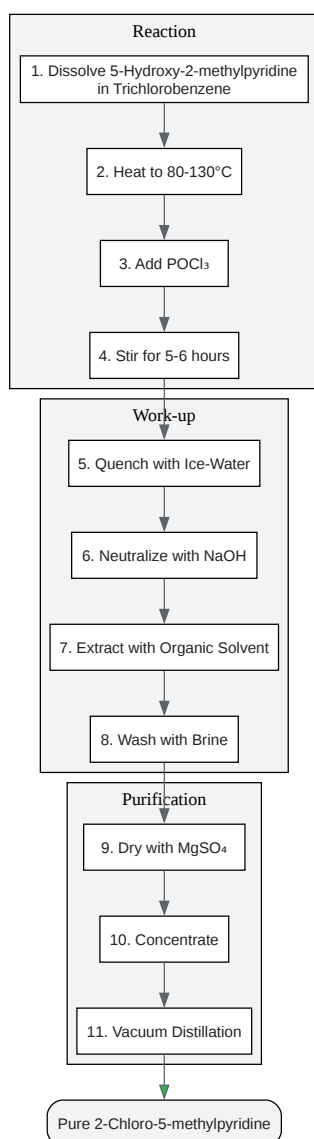 Reaction
1. Dissolve 5-Hydroxy-2-methylpyridine
in Trichlorobenzene
2. Heat to 80-130°C
3. Add POCl₃
4. Stir for 5-6 hours
Work-up
5. Quench with Ice-Water
6. Neutralize with NaOH
7. Extract with Organic Solvent
8. Wash with Brine
Purification
9. Dry with MgSO₄
10. Concentrate
11. Vacuum Distillation
Pure 2-Chloro-5-methylpyridine